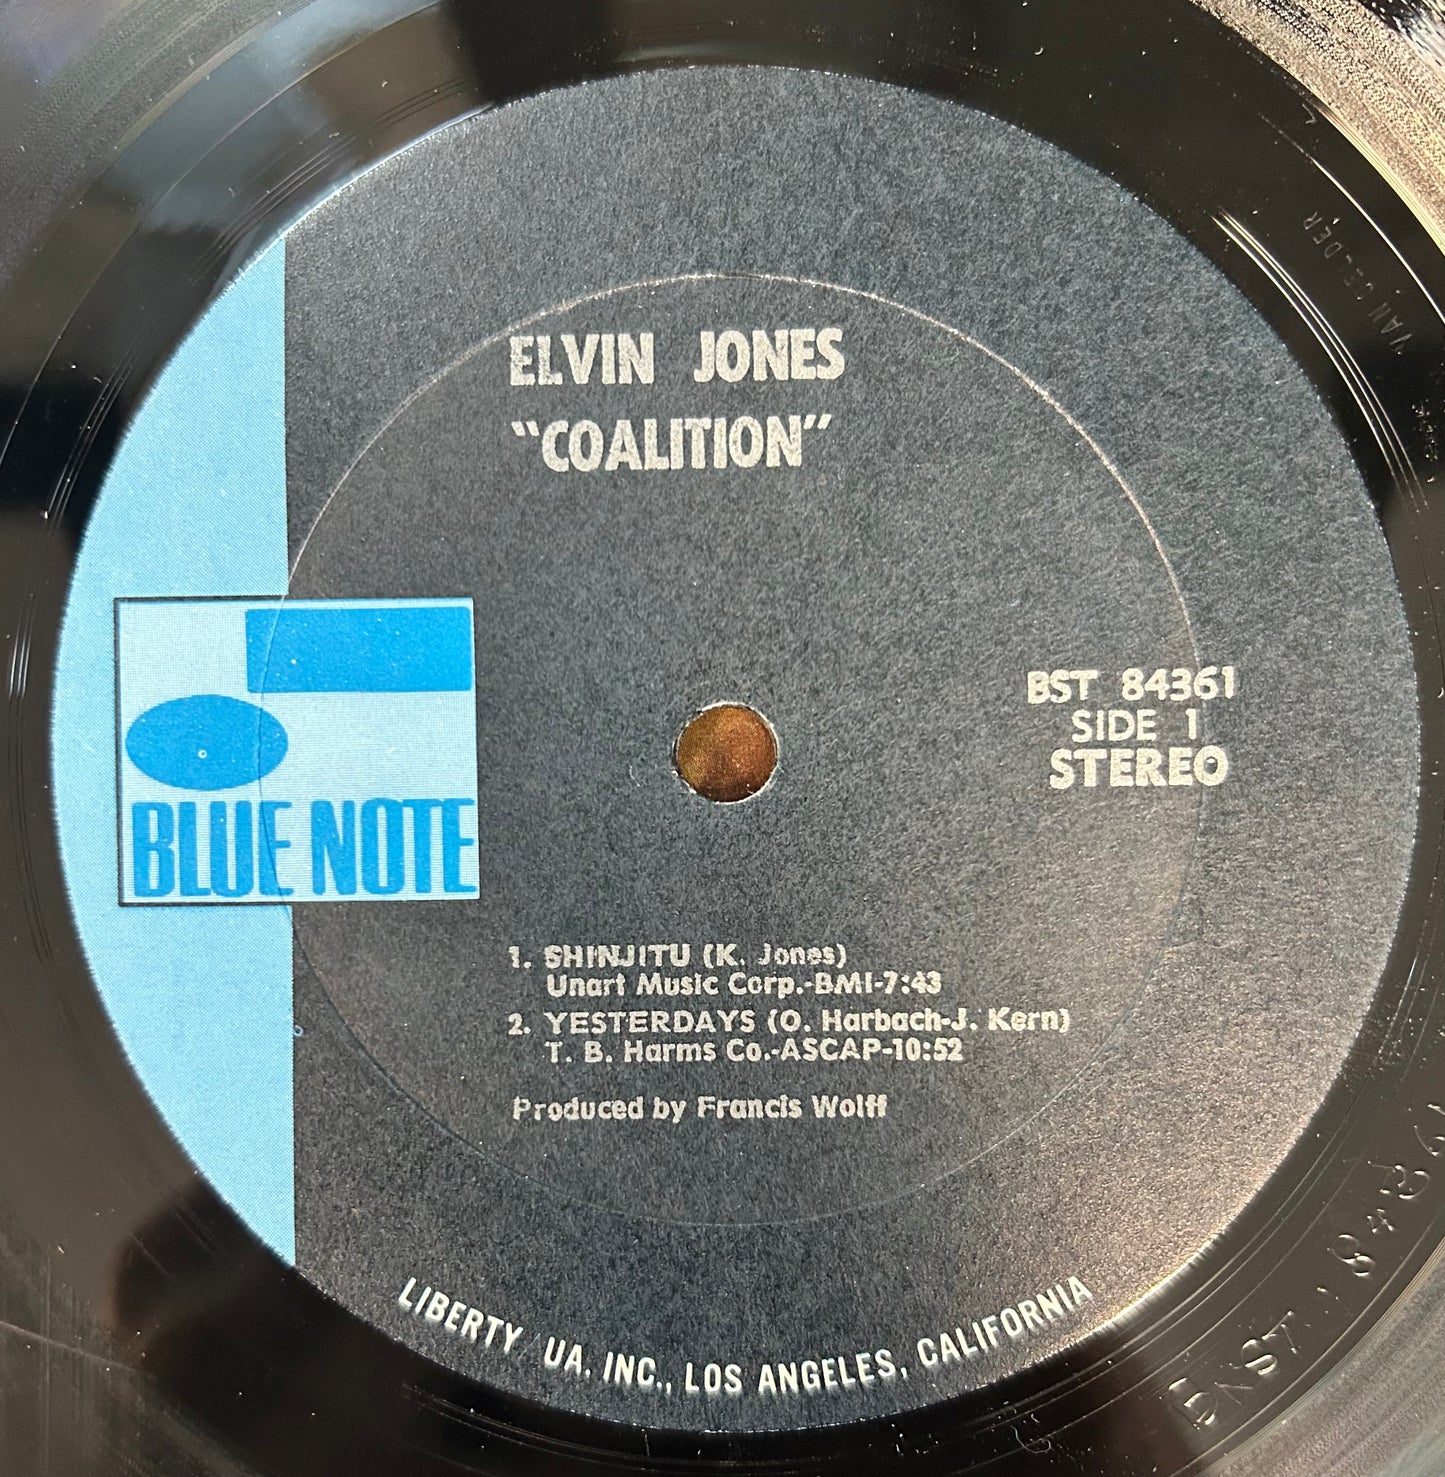 ELVIN JONES
"COALITION"
BST 84361
SIDE 1
STEREO
BLUE NOTE
1. SHINJITU (K. Jones)
Unart Music Corp.-BMI-7:43
2. YESTERDAYS (O. Harbach-J. Kern)
T. B. Harms Co.-ASCAP-10:52
Produced by Francis Wolff
LIBERTY UA, INC., LOS ANGELES, CALIFORNIA
VAN GELDER